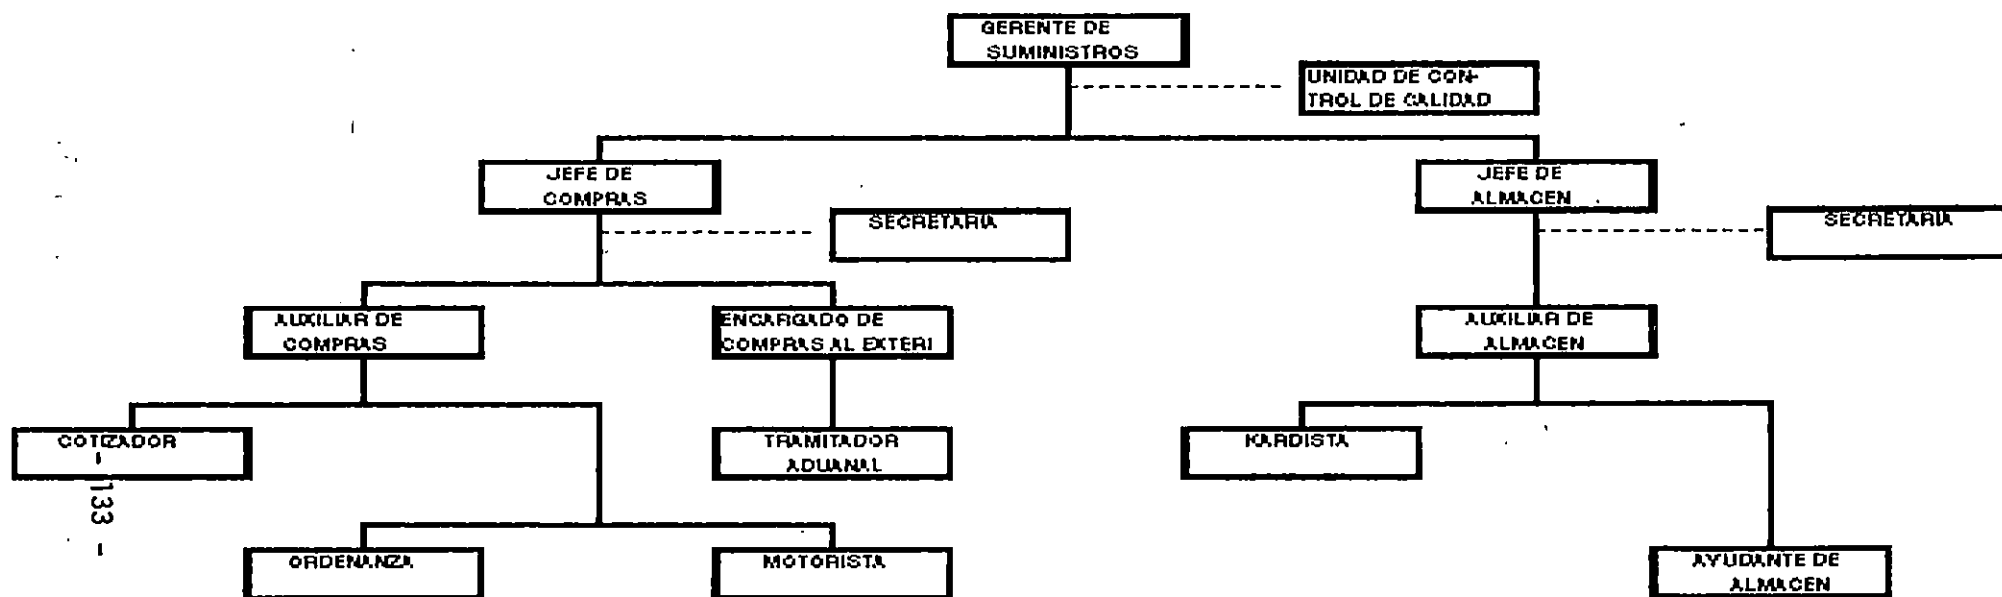 GERENTE DE
SUMINISTROS
UNIDAD DE CON-
TROL DE CALIDAD
JEFE DE
COMPRAS
JEFE DE
ALMACEN
SECRETARIA
SECRETARIA
AUXILIAR DE
COMPRAS
ENCARGADO DE
COMPRAS AL EXTERI
AUXILIAR DE
ALMACEN
COTIZADOR
TRAMITADOR
ADUANAL
KARDISTA
- 133 -
ORDENANZA
MOTORISTA
AYUDANTE DE
ALMACEN